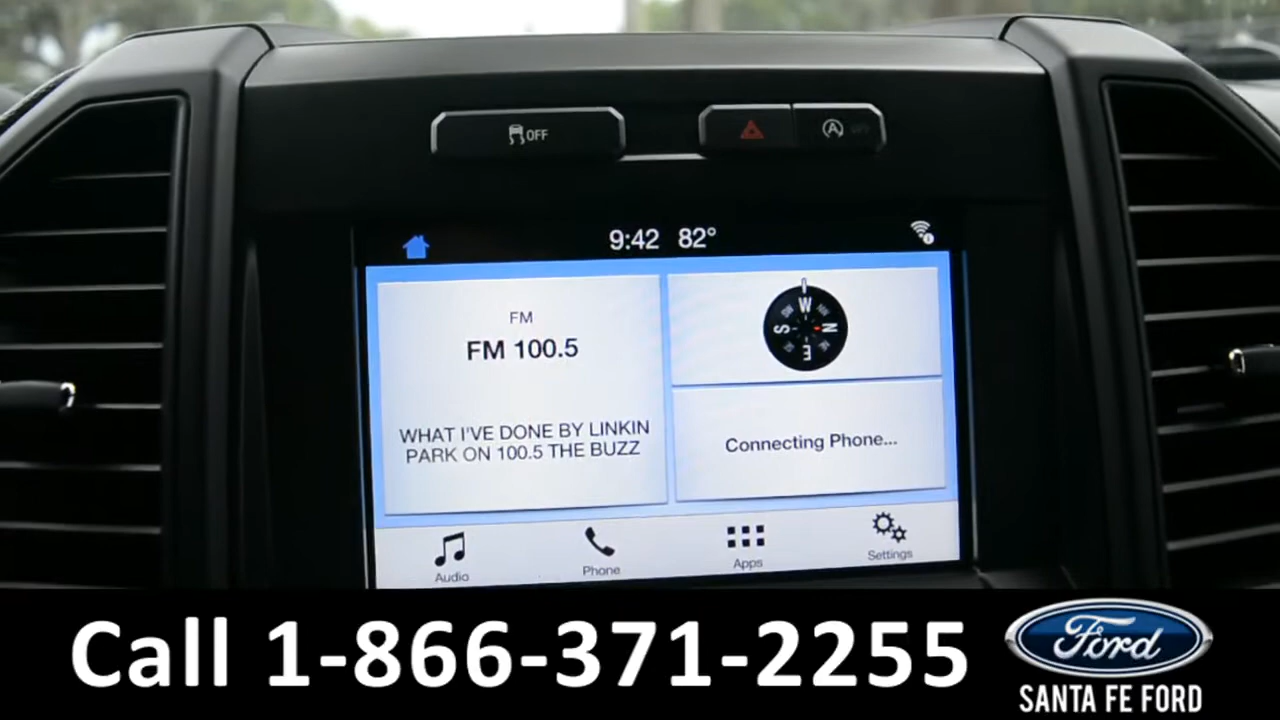 OFF
9:42 82°
FM
FM 100.5
WHAT I'VE DONE BY LINKIN
PARK ON 100.5 THE BUZZ
W
S N
E
Connecting Phone...
Audio Phone Apps Settings
Call 1-866-371-2255
Ford
SANTA FE FORD